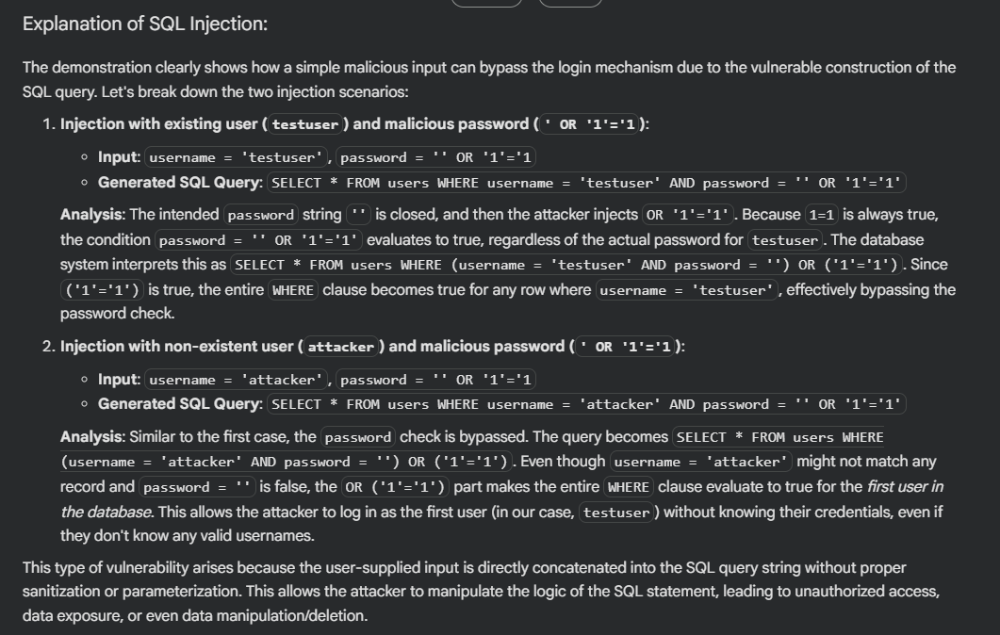 Explanation of SQL Injection:
The demonstration clearly shows how a simple malicious input can bypass the login mechanism due to the vulnerable construction of the
SQL query. Let's break down the two injection scenarios:
1. Injection with existing user ( testuser ) and malicious password ( ' OR '1'='1 ):
Input: username = 'testuser' , password = '' OR '1'='1
Generated SQL Query: SELECT * FROM users WHERE username = 'testuser' AND password = '' OR '1'='1'
Analysis: The intended password string '' is closed, and then the attacker injects OR '1'='1' . Because 1=1 is always true,
the condition password = '' OR '1'='1' evaluates to true, regardless of the actual password for testuser . The database
system interprets this as SELECT * FROM users WHERE (username = 'testuser' AND password = '') OR ('1'='1') . Since
('1'='1') is true, the entire WHERE clause becomes true for any row where username = 'testuser' , effectively bypassing the
password check.
2. Injection with non-existent user ( attacker ) and malicious password ( ' OR '1'='1 ):
Input: username = 'attacker' , password = '' OR '1'='1
Generated SQL Query: SELECT * FROM users WHERE username = 'attacker' AND password = '' OR '1'='1'
Analysis: Similar to the first case, the password check is bypassed. The query becomes SELECT * FROM users WHERE
(username = 'attacker' AND password = '') OR ('1'='1') . Even though username = 'attacker' might not match any
record and password = '' is false, the OR ('1'='1') part makes the entire WHERE clause evaluate to true for the first user in
the database. This allows the attacker to log in as the first user (in our case, testuser ) without knowing their credentials, even if
they don't know any valid usernames.
This type of vulnerability arises because the user-supplied input is directly concatenated into the SQL query string without proper
sanitization or parameterization. This allows the attacker to manipulate the logic of the SQL statement, leading to unauthorized access,
data exposure, or even data manipulation/deletion.